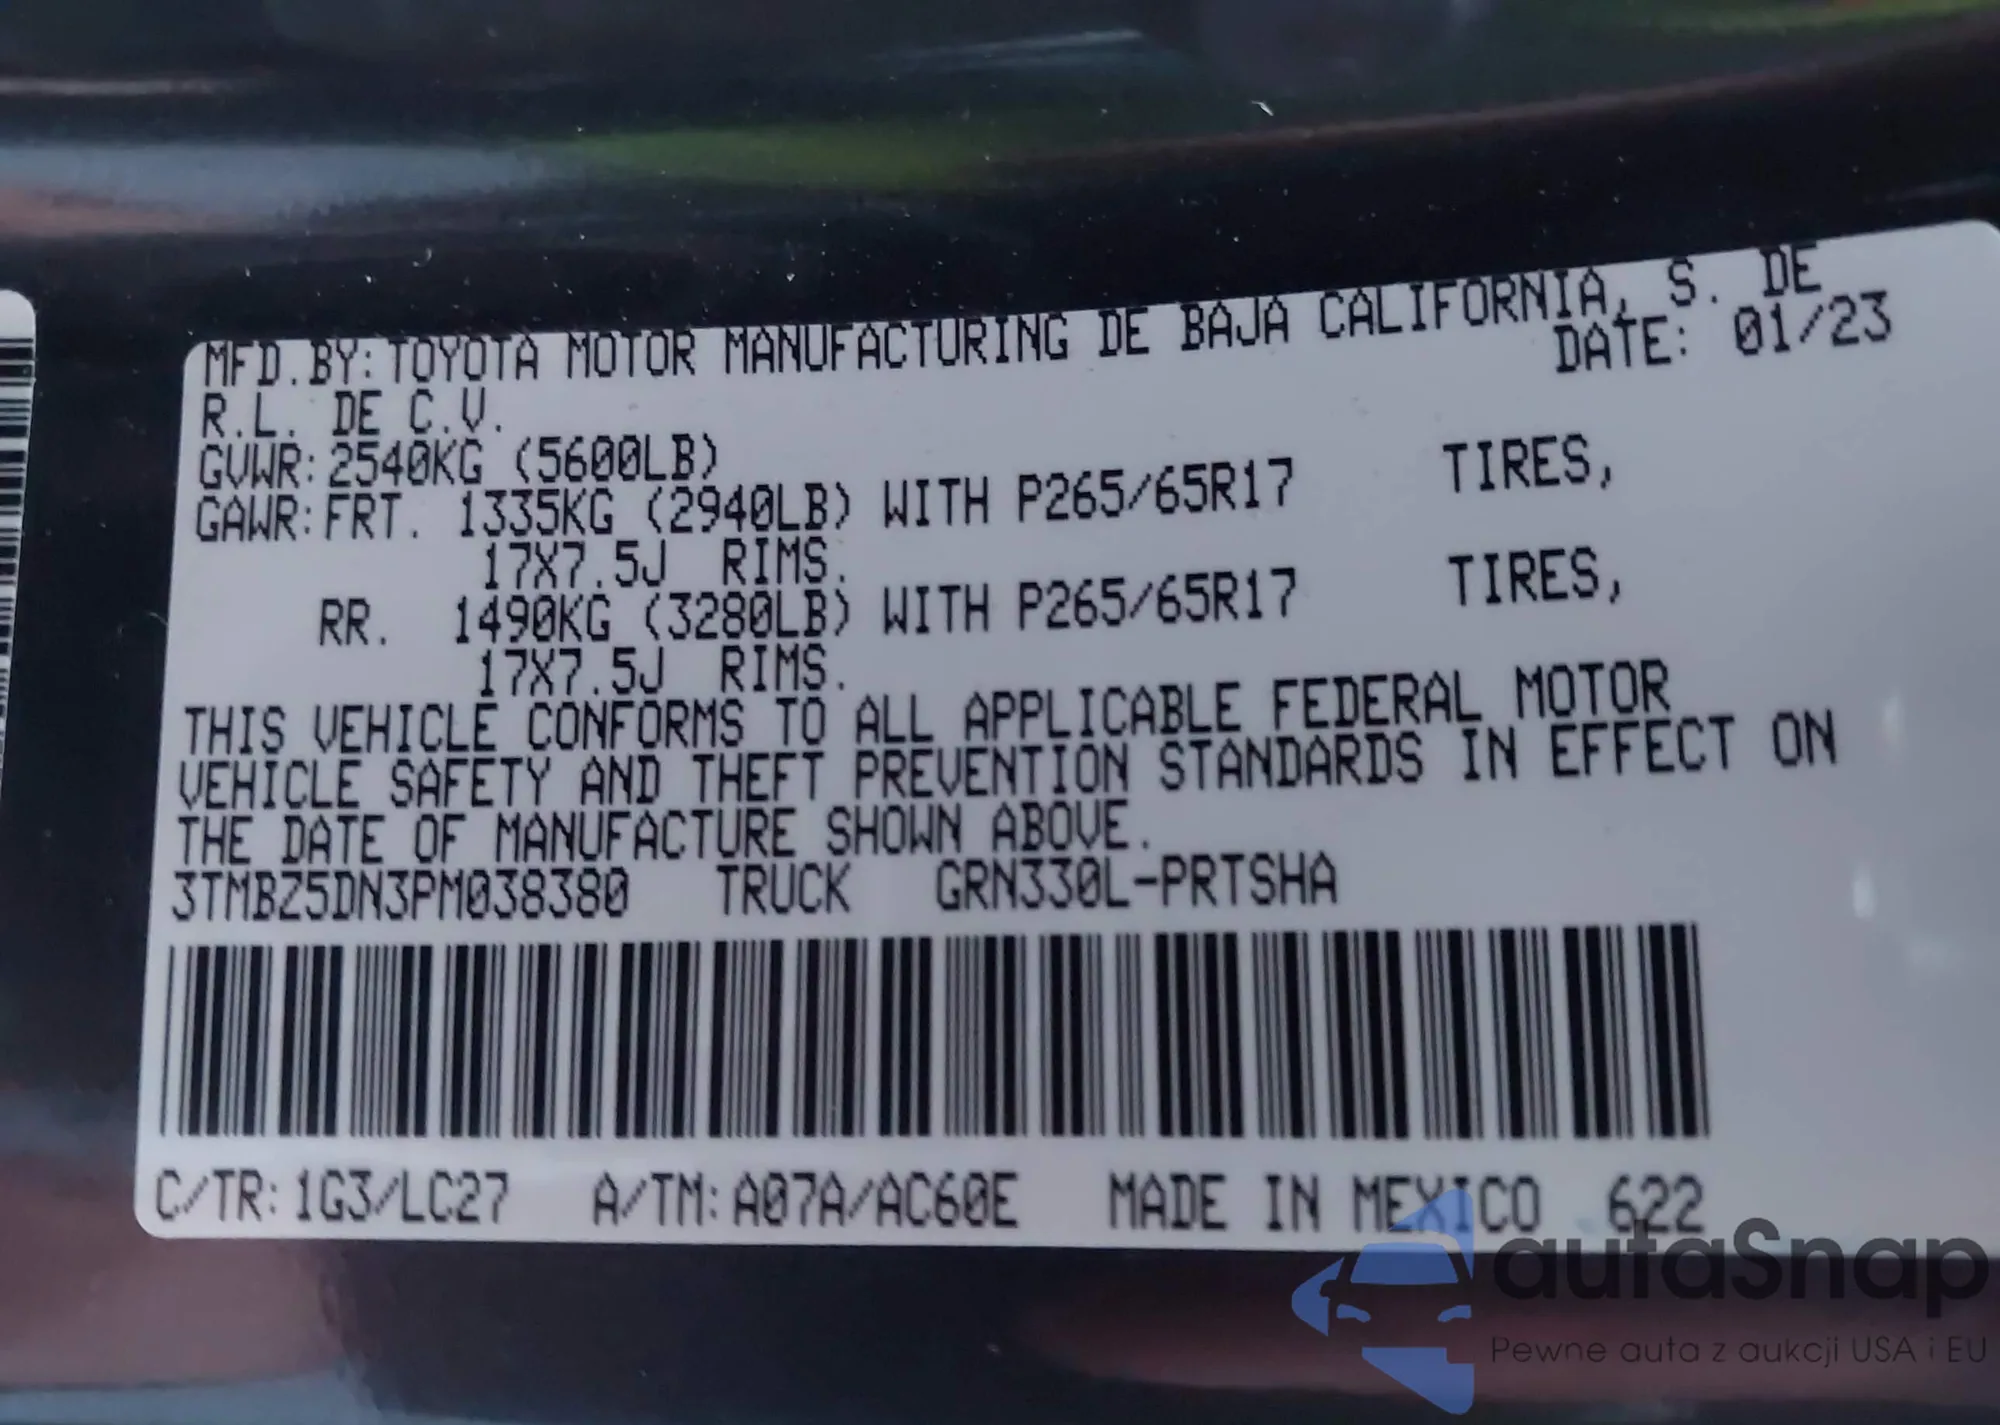 MFD.BY:TOYOTA MOTOR MANUFACTURING DE BAJA CALIFORNIA, S. DE
R.L. DE C.V. DATE: 01/23
GVWR:2540KG (5600LB)
GAWR:FRT. 1335KG (2940LB) WITH P265/65R17 TIRES,
17X7.5J RIMS.
RR. 1490KG (3280LB) WITH P265/65R17 TIRES,
17X7.5J RIMS.
THIS VEHICLE CONFORMS TO ALL APPLICABLE FEDERAL MOTOR
VEHICLE SAFETY AND THEFT PREVENTION STANDARDS IN EFFECT ON
THE DATE OF MANUFACTURE SHOWN ABOVE.
3TMBZ5DN3PM038380 TRUCK GRN330L-PRTSHA
C/TR:1G3/LC27 A/TM:A07A/AC60E MADE IN MEXICO 622
autaSnap
Pewne auta z aukcji USA i EU